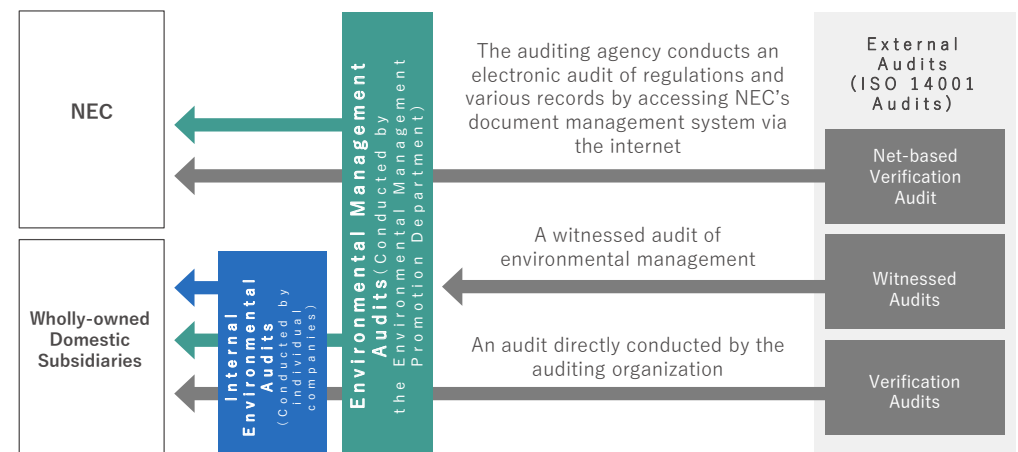 NEC
Wholly-owned
Domestic
Subsidiaries
Internal
Environmental
Audits
(Conducted by
individual
companies)
Environmental Management
Audits(Conducted by
the Environmental Management
Promotion Department)
The auditing agency conducts an
electronic audit of regulations and
various records by accessing NEC’s
document management system via
the internet
A witnessed audit of
environmental management
An audit directly conducted by the
auditing organization
External
Audits
(ISO 14001
Audits)
Net-based
Verification
Audit
Witnessed
Audits
Verification
Audits